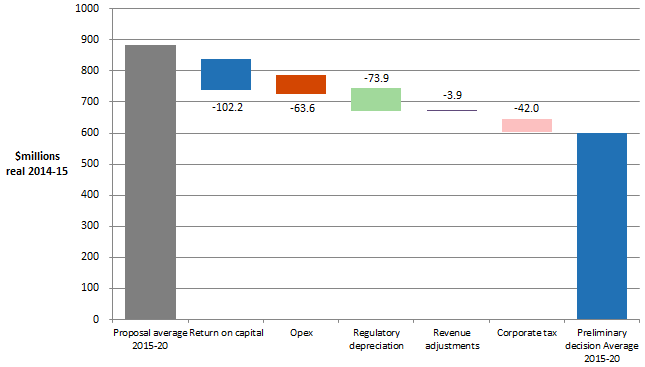 1000
900
800
700
600
500
400
300
200
100
0
$millions
real 2014-15
-102.2
-63.6
-73.9
-3.9
-42.0
Proposal average
2015-20
Return on capital
Opex
Regulatory
depreciation
Revenue
adjustments
Corporate tax
Preliminary
decision Average
2015-20